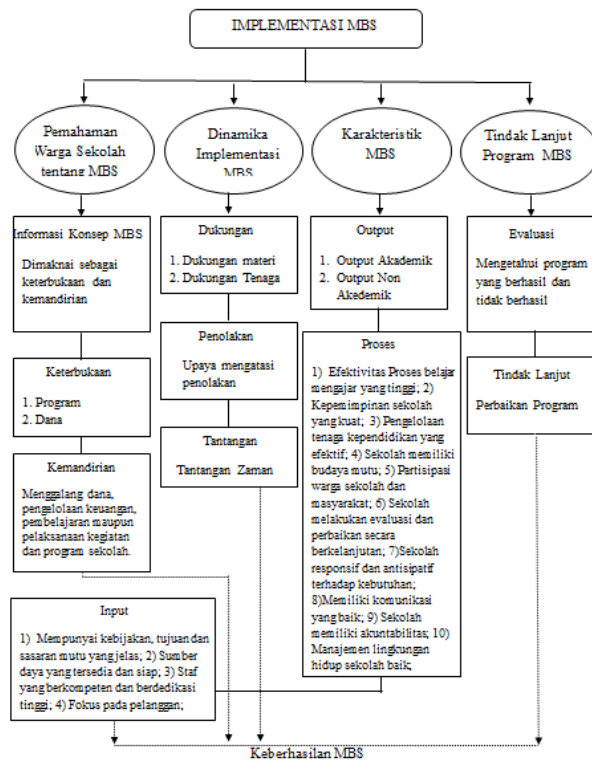 IMPLEMENTASI MBS
Pemahaman
Warga Sekolah
tentang MBS
Dinamika
Implementasi
MBS
Karakteristik
MBS
Tindak Lanjut
Program MBS
Informasi Konsep MBS
Dimaknai sebagai
keterbukaan dan
kemandirian
Keterbukaan
1. Program
2. Dana
Kemandirian
Menggalang dana,
pengelolaan keuangan,
pembelajaran maupun
pelaksanaan kegiatan
dan program sekolah.
Dukungan
1. Dukungan materi
2. Dukungan Tenaga
Penolakan
Upaya mengatasi
penolakan
Tantangan
Tantangan Zaman
Output
1. Output Akademik
2. Output Non
Akedemik
Proses
1) Efektivitas Proses belajar
mengajar yang tinggi; 2)
Kepemimpinan sekolah
yang kuat; 3) Pengelolaan
tenaga kependidikan yang
efektif; 4) Sekolah memiliki
budaya mutu; 5) Partisipasi
warga sekolah dan
masyarakat; 6) Sekolah
melakukan evaluasi dan
perbaikan secara
berkelanjutan; 7)Sekolah
responsif dan antisipatif
terhadap kebutuhan;
8)Memiliki komunikasi
yang baik; 9) Sekolah
memiliki akuntabilitas; 10)
Manajemen lingkungan
hidup sekolah baik;
Evaluasi
Mengetahui program
yang berhasil dan
tidak berhasil
Tindak Lanjut
Perbaikan Program
Input
1) Mempunyai kebijakan, tujuan dan
sasaran mutu yang jelas; 2) Sumber
daya yang tersedia dan siap; 3) Staf
yang berkompeten dan berdedikasi
tinggi; 4) Fokus pada pelanggan;
Keberhasilan MBS